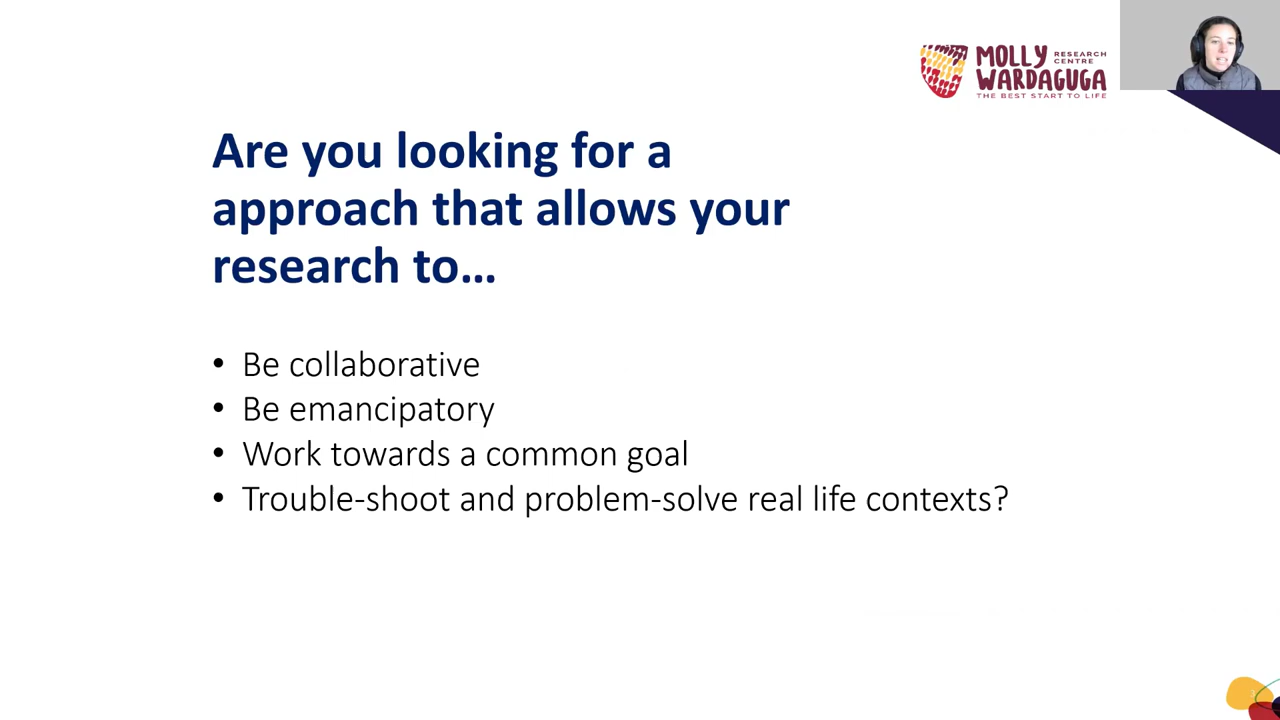 MOLLY RESEARCH CENTRE
WARDAGUGA
THE BEST START TO LIFE
Are you looking for a
approach that allows your
research to…
• Be collaborative
• Be emancipatory
• Work towards a common goal
• Trouble-shoot and problem-solve real life contexts?
3